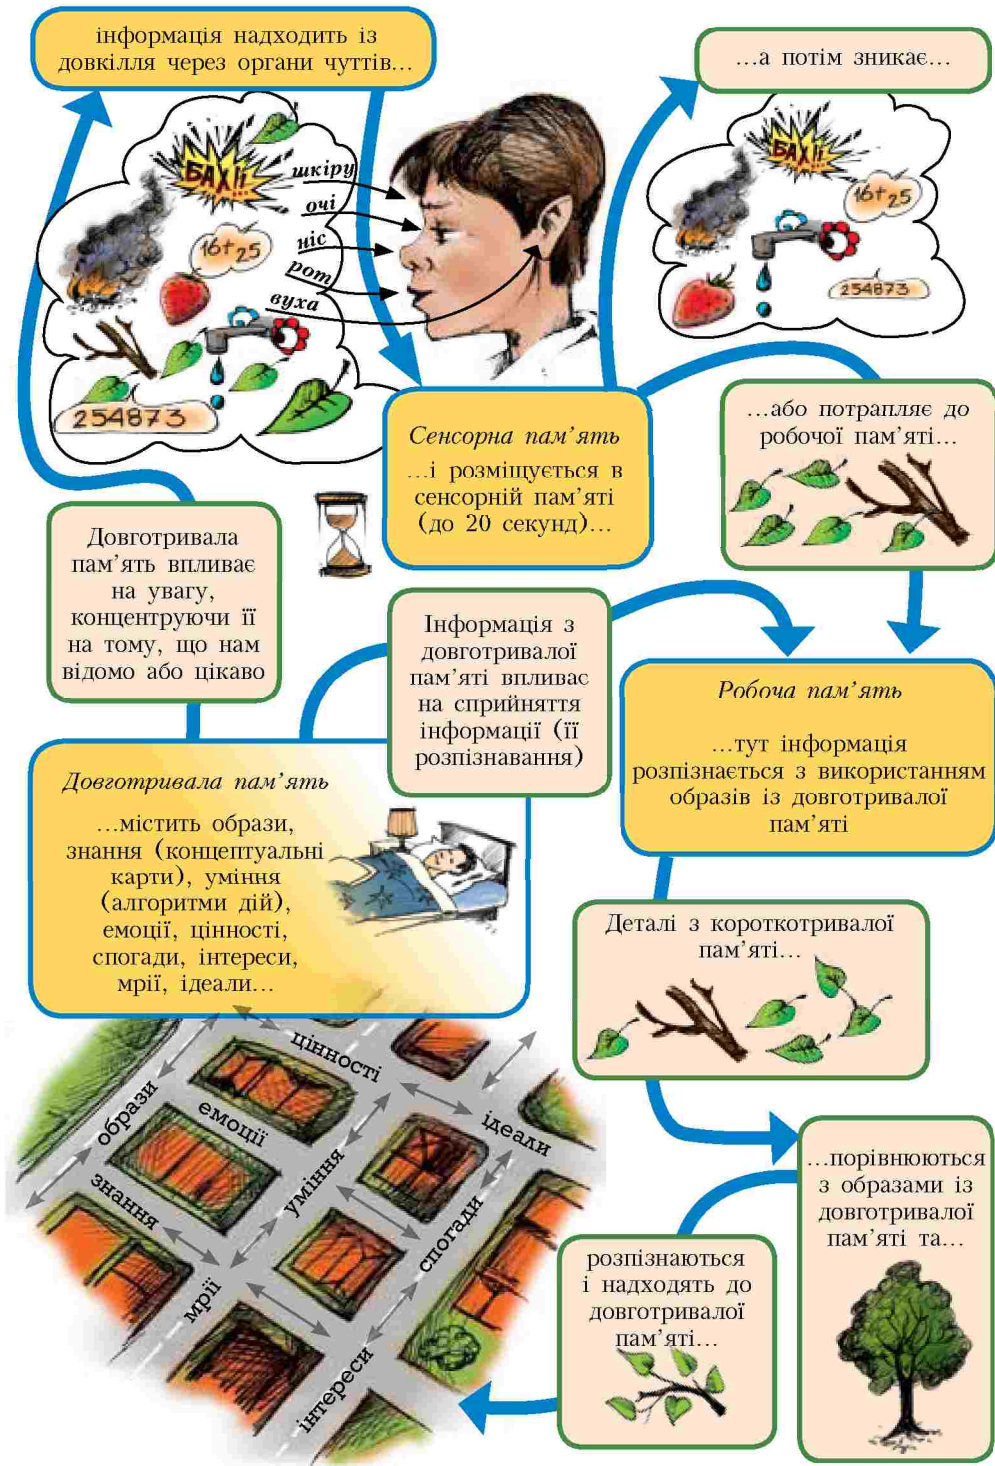 інформація надходить із
довкілля через органи чуттів...
...а потім зникає...
БАХ!!
шкіру
очі
ніс
рот
вуха
16+25
254873
БАХ!!
16+25
254873
Сенсорна пам’ять
...і розміщується в
сенсорній пам’яті
(до 20 секунд)...
...або потрапляє до
робочої пам’яті...
Довготривала
пам’ять впливає
на увагу,
концентруючи її
на тому, що нам
відомо або цікаво
Інформація з
довготривалої
пам’яті впливає
на сприйняття
інформації (її
розпізнавання)
Робоча пам’ять
...тут інформація
розпізнається з використанням
образів із довготривалої
пам’яті
Довготривала пам’ять
...містить образи,
знання (концептуальні
карти), уміння
(алгоритми дій),
емоції, цінності,
спогади, інтереси,
мрії, ідеали...
Деталі з короткотривалої
пам’яті...
...порівнюються
з образами із
довготривалої
пам’яті та...
розпізнаються
і надходять до
довготривалої
пам’яті...
цінності
образи
емоції
ідеали
знання
уміння
спогади
мрії
інтереси